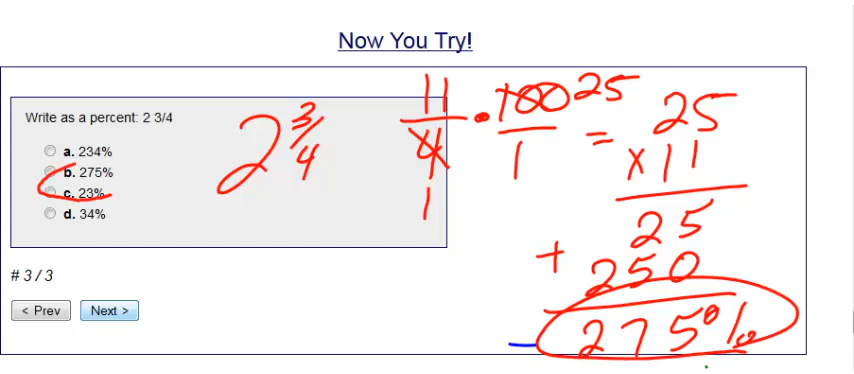 Now You Try!
Write as a percent: 2 3/4
a. 234%
b. 275%
c. 23%
d. 34%
# 3 / 3
< Prev
Next >
2 3/4
11/4 • 100/1 25 =
1
25
x 11
25
+ 250
275%